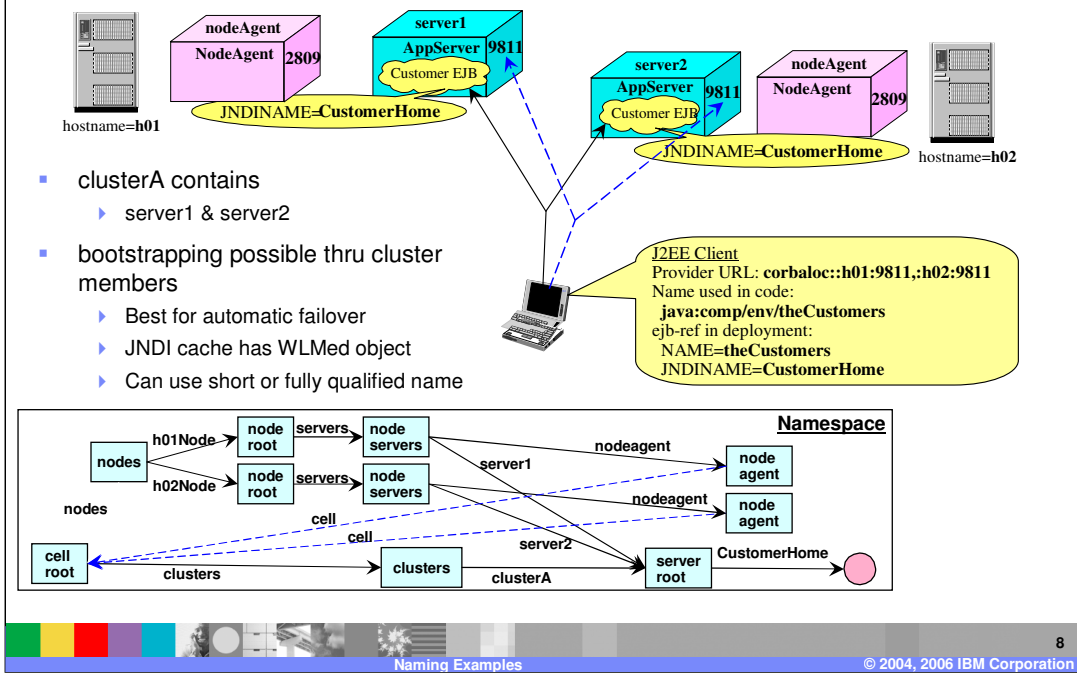 nodeAgent
NodeAgent
2809
server1
AppServer
9811
Customer EJB
JNDINAME=CustomerHome
hostname=h01
server2
AppServer
9811
Customer EJB
JNDINAME=CustomerHome
nodeAgent
NodeAgent
2809
hostname=h02
clusterA contains
server1 & server2
bootstrapping possible thru cluster
members
Best for automatic failover
JNDI cache has WLMed object
Can use short or fully qualified name
J2EE Client
Provider URL: corbaloc::h01:9811,:h02:9811
Name used in code:
java:comp/env/theCustomers
ejb-ref in deployment:
NAME=theCustomers
JNDINAME=CustomerHome
Namespace
nodes
h01Node
h02Node
node
root
servers
node
servers
node
root
servers
node
servers
nodes
server1
nodeagent
node
agent
nodeagent
node
agent
cell
cell
server2
cell
root
clusters
clusters
clusterA
server
root
CustomerHome
8
Naming Examples
© 2004, 2006 IBM Corporation